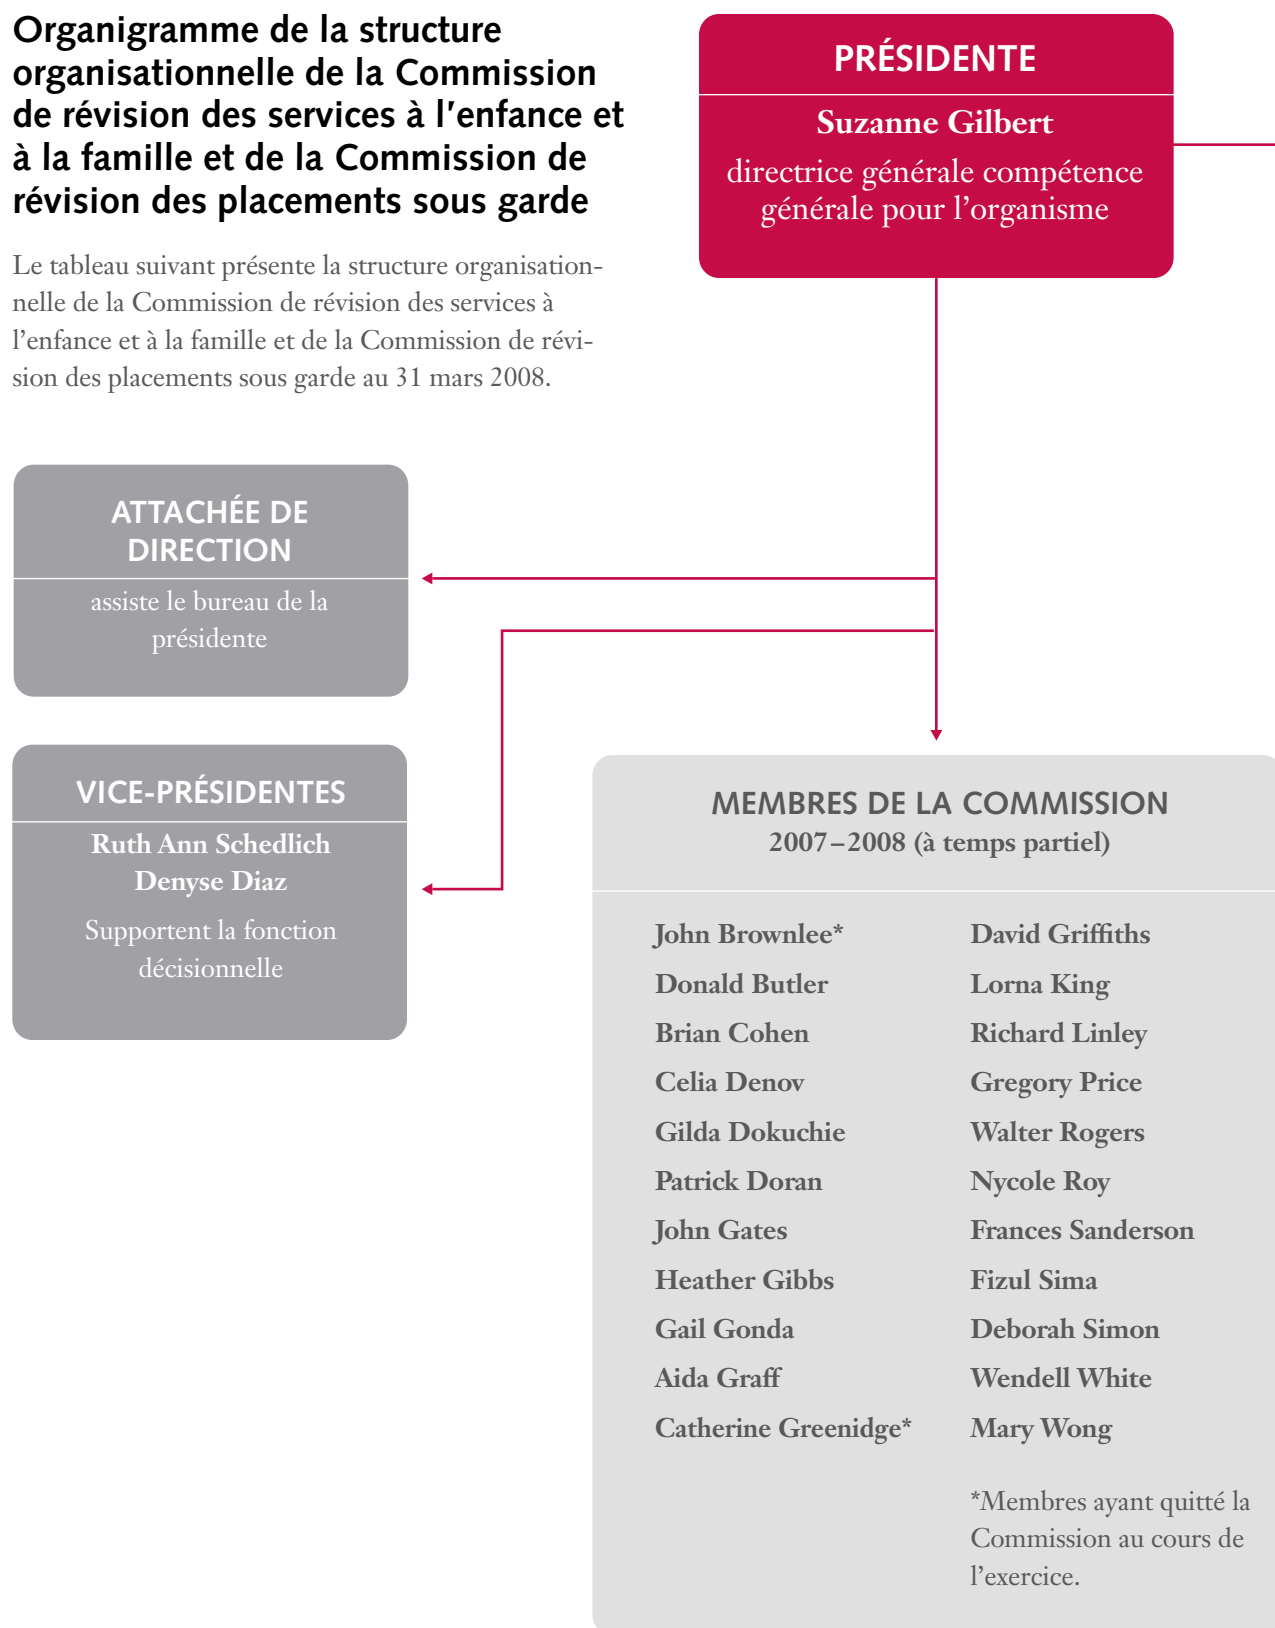 Organigramme de la structure
organisationnelle de la Commission
de révision des services à l'enfance et
à la famille et de la Commission de
révision des placements sous garde
Le tableau suivant présente la structure organisation-
nelle de la Commission de révision des services à
l’enfance et à la famille et de la Commission de révi-
sion des placements sous garde au 31 mars 2008.
PRÉSIDENTE
Suzanne Gilbert
directrice générale compétence
générale pour l’organisme
ATTACHÉE DE
DIRECTION
assiste le bureau de la
présidente
VICE-PRÉSIDENTES
Ruth Ann Schedlich
Denyse Diaz
Supportent la fonction
décisionnelle
MEMBRES DE LA COMMISSION
2007–2008 (à temps partiel)
John Brownlee*
Donald Butler
Brian Cohen
Celia Denov
Gilda Dokuchie
Patrick Doran
John Gates
Heather Gibbs
Gail Gonda
Aida Graff
Catherine Greenidge*
David Griffiths
Lorna King
Richard Linley
Gregory Price
Walter Rogers
Nycole Roy
Frances Sanderson
Fizul Sima
Deborah Simon
Wendell White
Mary Wong
*Membres ayant quitté la
Commission au cours de
l’exercice.